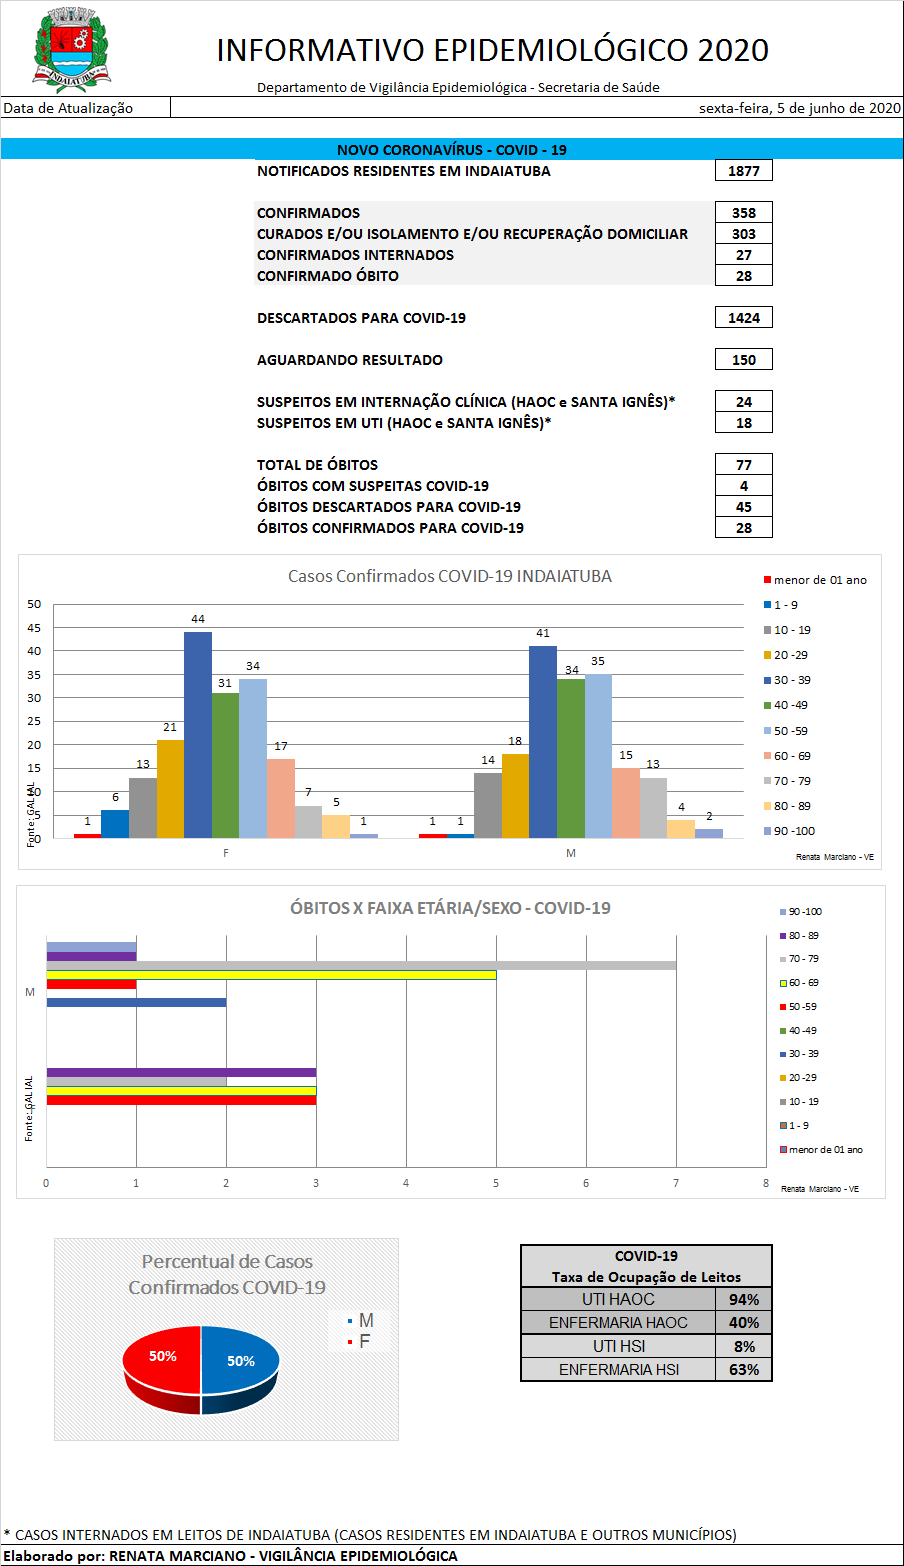 INDAIATUBA
INFORMATIVO EPIDEMIOLÓGICO 2020
Departamento de Vigilância Epidemiológica - Secretaria de Saúde
Data de Atualização sexta-feira, 5 de junho de 2020
NOVO CORONAVÍRUS - COVID - 19
NOTIFICADOS RESIDENTES EM INDAIATUBA 1877
CONFIRMADOS 358
CURADOS E/OU ISOLAMENTO E/OU RECUPERAÇÃO DOMICILIAR 303
CONFIRMADOS INTERNADOS 27
CONFIRMADO ÓBITO 28
DESCARTADOS PARA COVID-19 1424
AGUARDANDO RESULTADO 150
SUSPEITOS EM INTERNAÇÃO CLÍNICA (HAOC e SANTA IGNÊS)* 24
SUSPEITOS EM UTI (HAOC e SANTA IGNÊS)* 18
TOTAL DE ÓBITOS 77
ÓBITOS COM SUSPEITAS COVID-19 4
ÓBITOS DESCARTADOS PARA COVID-19 45
ÓBITOS CONFIRMADOS PARA COVID-19 28
Casos Confirmados COVID-19 INDAIATUBA
50
45
40
35
30
25
20
15
10
5
0
Fonte: GAL IAL
1 6 13 21 44 31 34 17 7 5 1
1 1 14 18 41 34 35 15 13 4 2
F M
menor de 01 ano
1 - 9
10 - 19
20 -29
30 - 39
40 -49
50 -59
60 - 69
70 - 79
80 - 89
90 -100
Renata Marciano - VE
ÓBITOS X FAIXA ETÁRIA/SEXO - COVID-19
M
F
Fonte: GAL IAL
0 1 2 3 4 5 6 7 8
90 -100
80 - 89
70 - 79
60 - 69
50 -59
40 -49
30 - 39
20 -29
10 - 19
1 - 9
menor de 01 ano
Renata Marciano - VE
Percentual de Casos
Confirmados COVID-19
M
F
50% 50%
COVID-19
Taxa de Ocupação de Leitos
UTI HAOC 94%
ENFERMARIA HAOC 40%
UTI HSI 8%
ENFERMARIA HSI 63%
* CASOS INTERNADOS EM LEITOS DE INDAIATUBA (CASOS RESIDENTES EM INDAIATUBA E OUTROS MUNICÍPIOS)
Elaborado por: RENATA MARCIANO - VIGILÂNCIA EPIDEMIOLÓGICA